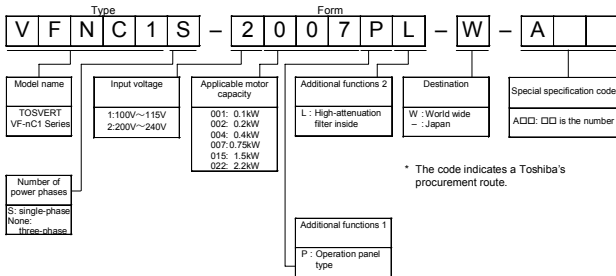 Type Form
V F N C 1 S – 2 0 0 7 P L – W – A
Model name
TOSVERT
VF-nC1 Series
Number of
power phases
S: single-phase
None:
three-phase
Input voltage
1:100V~115V
2:200V~240V
Applicable motor
capacity
001: 0.1kW
002: 0.2kW
004: 0.4kW
007:0.75kW
015: 1.5kW
022: 2.2kW
Additional functions 2
L : High-attenuation
filter inside
Additional functions 1
P : Operation panel
type
Destination
W : World wide
– : Japan
Special specification code
A□□: □□ is the number
* The code indicates a Toshiba's
procurement route.